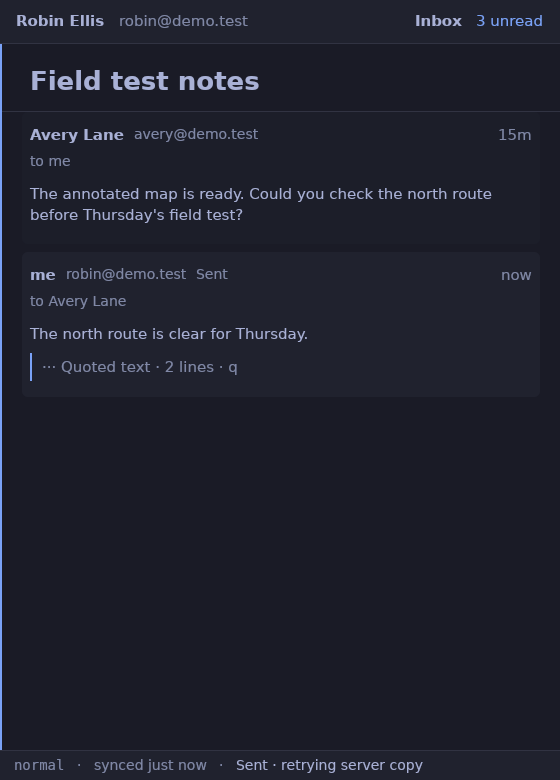 Robin Ellis robin@demo.test Inbox 3 unread
Field test notes
Avery Lane avery@demo.test 15m
to me
The annotated map is ready. Could you check the north route
before Thursday's field test?
me robin@demo.test Sent now
to Avery Lane
The north route is clear for Thursday.
··· Quoted text · 2 lines · q
normal · synced just now · Sent · retrying server copy